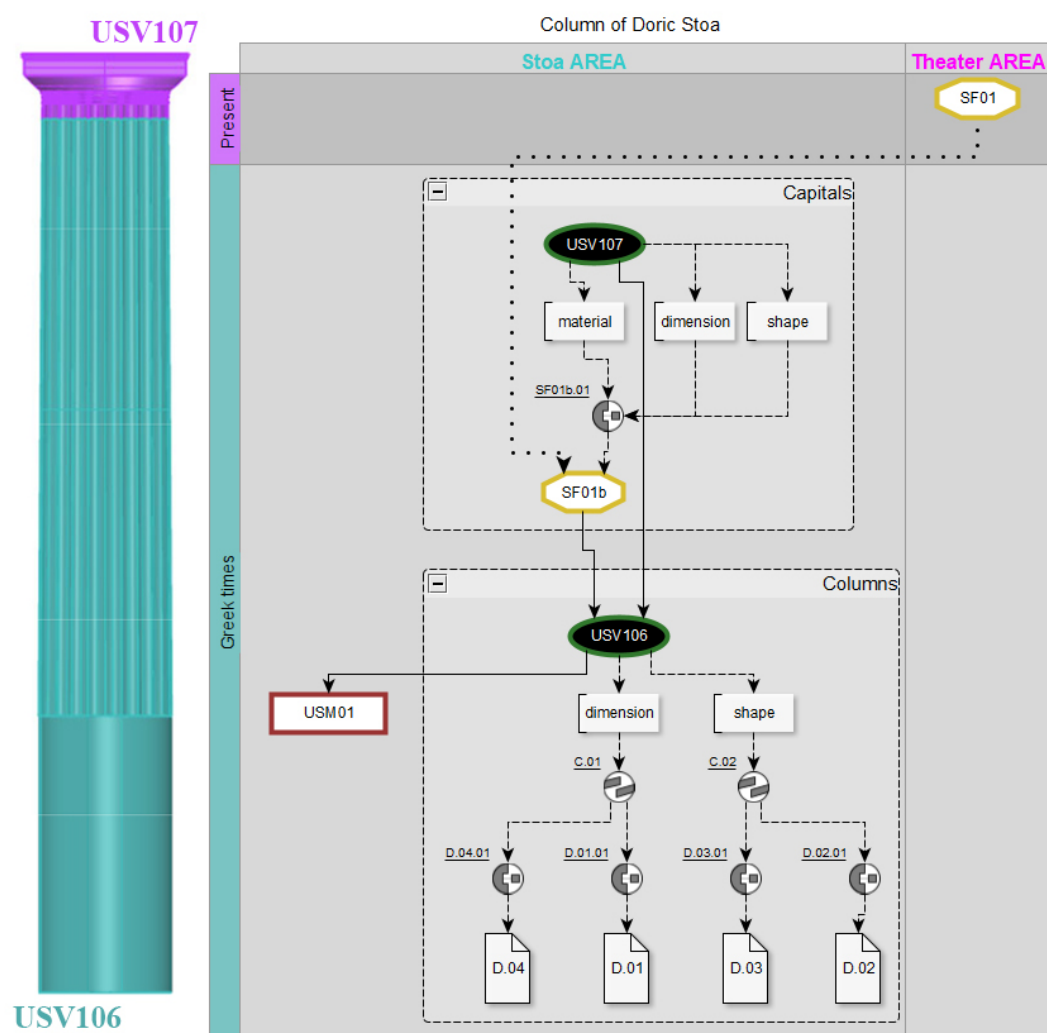 USV107
Column of Doric Stoa
Stoa AREA
Theater AREA
Present
SF01
Capitals
USV107
material
dimension
shape
SF01b.01
SF01b
Greek times
Columns
USV106
USM01
dimension
shape
C.01
C.02
D.04.01
D.01.01
D.03.01
D.02.01
D.04
D.01
D.03
D.02
USV106